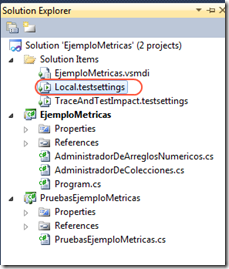 Solution Explorer
Solution 'EjemploMetricas' (2 projects)
Solution Items
EjemploMetricas.vsmdi
Local.testsettings
TraceAndTestImpact.testsettings
EjemploMetricas
Properties
References
AdministradorDeArreglosNumericos.cs
AdministradorDeColecciones.cs
Program.cs
PruebasEjemploMetricas
Properties
References
PruebasEjemploMetricas.cs